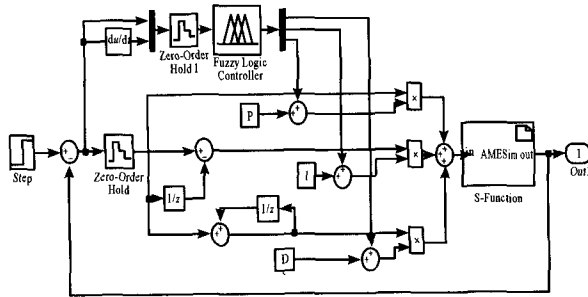 du/dt
Zero-Order
Hold 1
Fuzzy Logic
Controller
P
×
Step
Zero-Order
Hold
1/z
I
×
in AMESim out
S-Function
1
Out1
1/z
D
×